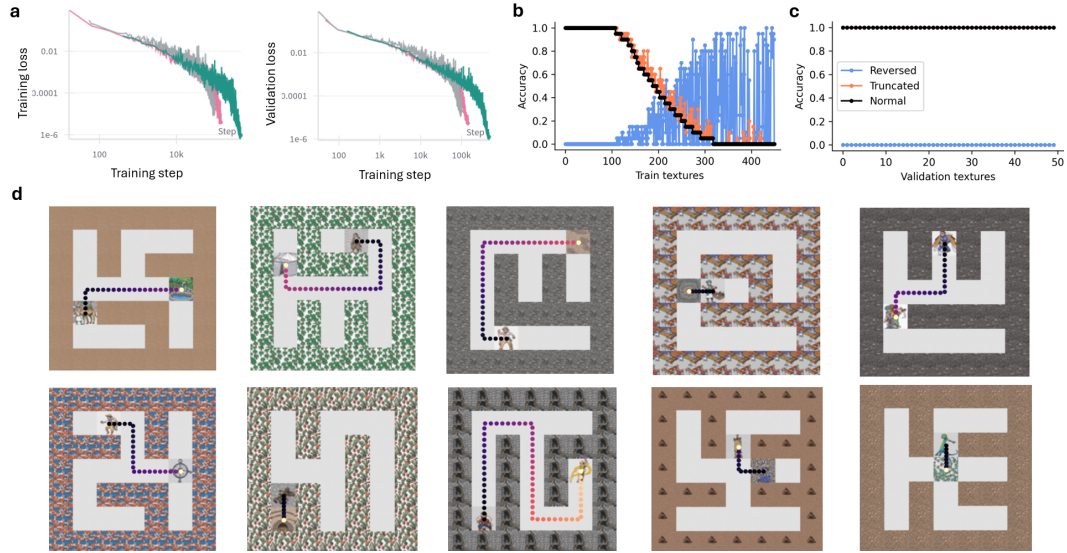 a
Training loss
0.01
0.0001
1e-6
Step
100
10k
Training step
Validation loss
0.01
0.0001
1e-6
Step
100
1k
10k
100k
Training step
b
Accuracy
1.0
0.8
0.6
0.4
0.2
0.0
0
100
200
300
400
Train textures
c
Accuracy
1.0
0.8
0.6
0.4
0.2
0.0
Reversed
Truncated
Normal
0
10
20
30
40
50
Validation textures
d